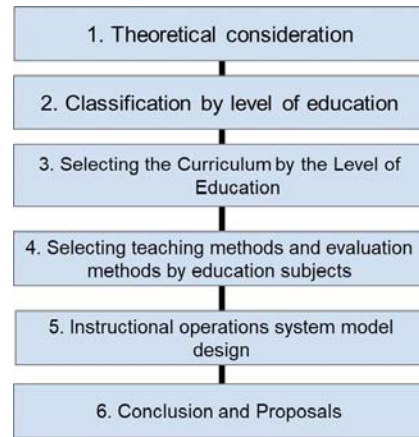 1. Theoretical consideration
2. Classification by level of education
3. Selecting the Curriculum by the Level of
Education
4. Selecting teaching methods and evaluation
methods by education subjects
5. Instructional operations system model
design
6. Conclusion and Proposals